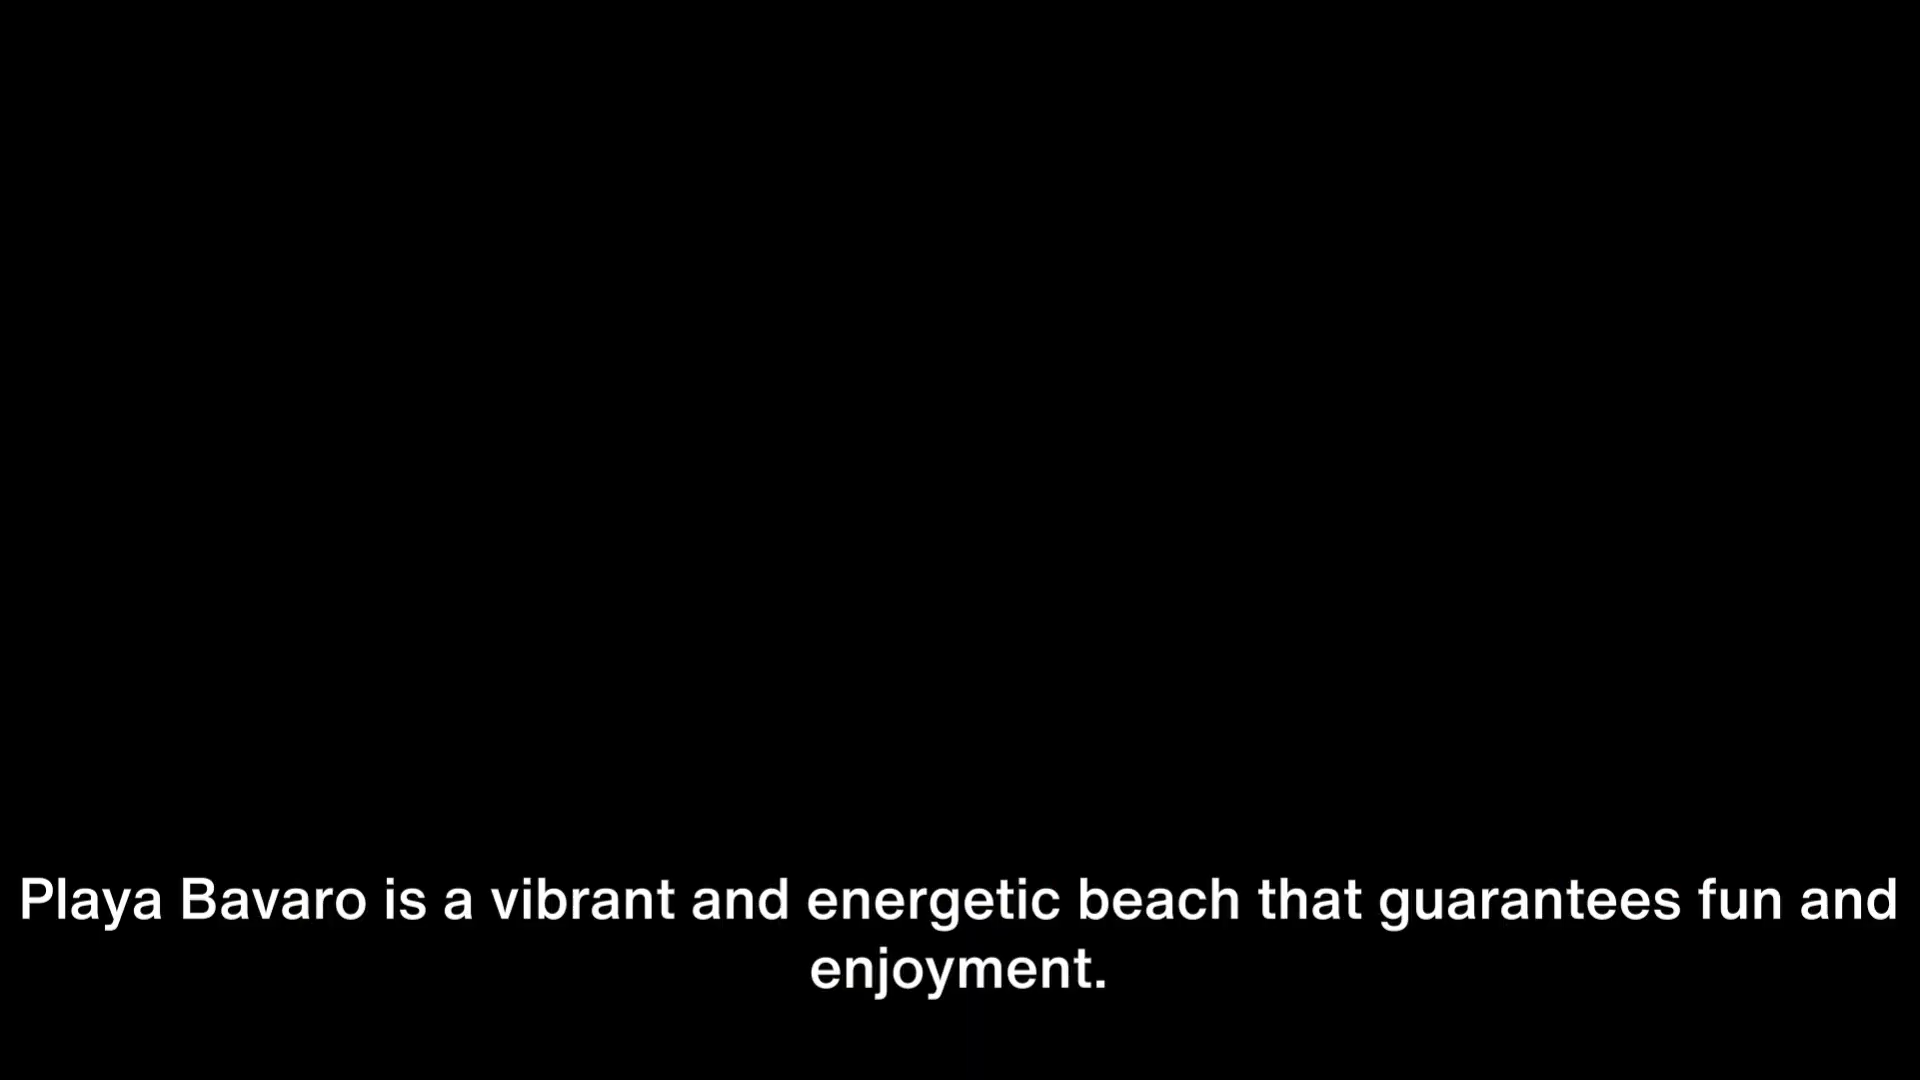 Playa Bavaro is a vibrant and energetic beach that guarantees fun and
enjoyment.